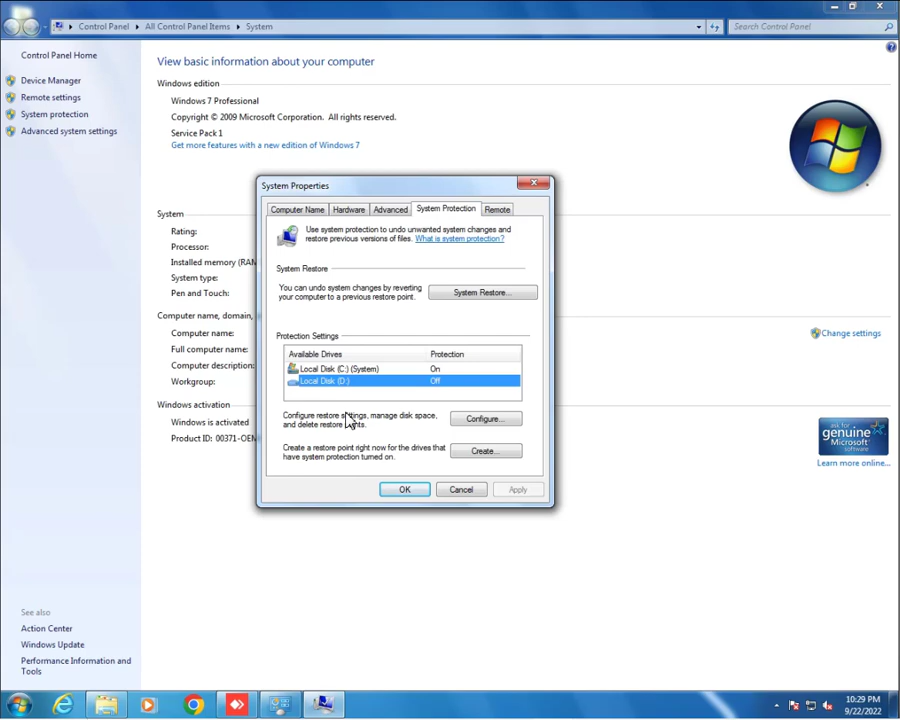 Control Panel
All Control Panel Items
System
Search Control Panel
Control Panel Home
Device Manager
Remote settings
System protection
Advanced system settings
View basic information about your computer
Windows edition
Windows 7 Professional
Copyright © 2009 Microsoft Corporation. All rights reserved.
Service Pack 1
Get more features with a new edition of Windows 7
System
Rating:
Processor:
Installed memory (RAM
System type:
Pen and Touch:
Computer name, domain,
Computer name:
Full computer name:
Computer description:
Workgroup:
Change settings
Windows activation
Windows is activated
Product ID: 00371-OEM
ask for
genuine
Microsoft
software
Learn more online...
System Properties
Computer Name
Hardware
Advanced
System Protection
Remote
Use system protection to undo unwanted system changes and
restore previous versions of files. What is system protection?
System Restore
You can undo system changes by reverting
your computer to a previous restore point.
System Restore...
Protection Settings
Available Drives Protection
Local Disk (C:) (System) On
Local Disk (D:) Off
Configure restore settings, manage disk space,
and delete restore points.
Configure...
Create a restore point right now for the drives that
have system protection turned on.
Create...
OK
Cancel
Apply
See also
Action Center
Windows Update
Performance Information and
Tools
10:29 PM
9/22/2022